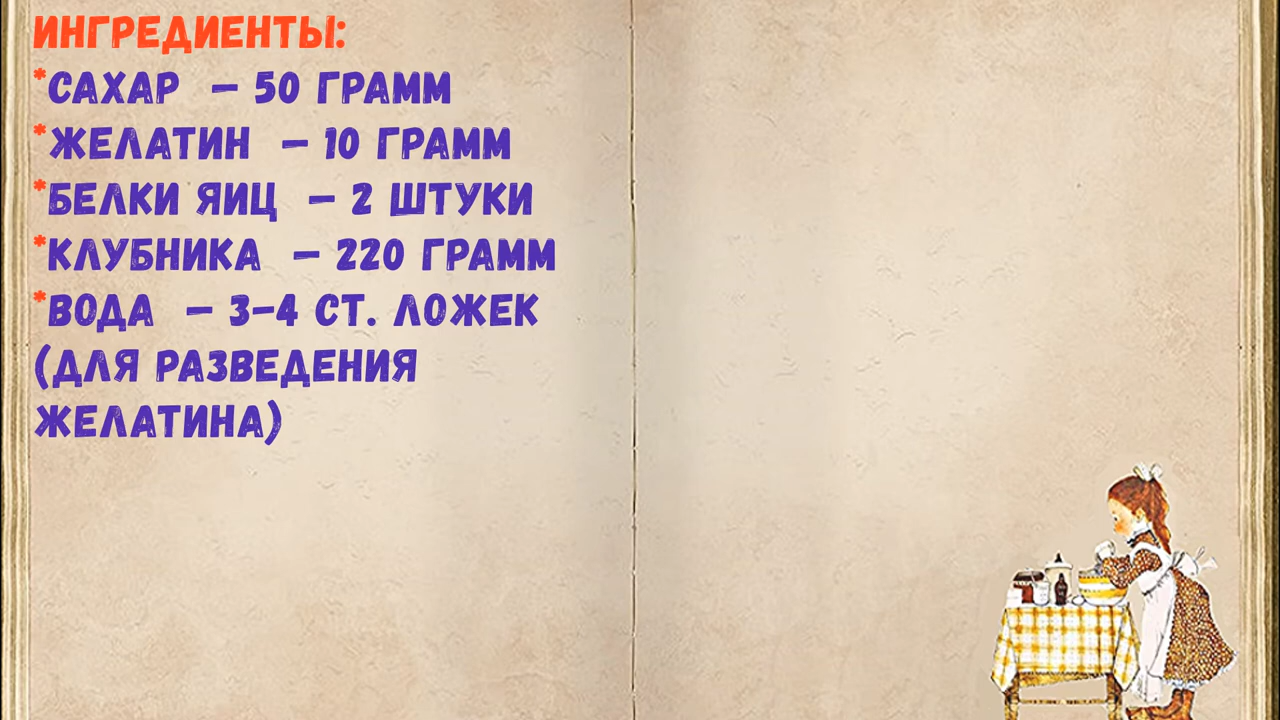 ИНГРЕДИЕНТЫ:
*САХАР – 50 ГРАММ
*ЖЕЛАТИН – 10 ГРАММ
*БЕЛКИ ЯИЦ – 2 ШТУКИ
*КЛУБНИКА – 220 ГРАММ
*ВОДА – 3-4 СТ. ЛОЖЕК
(ДЛЯ РАЗВЕДЕНИЯ
ЖЕЛАТИНА)